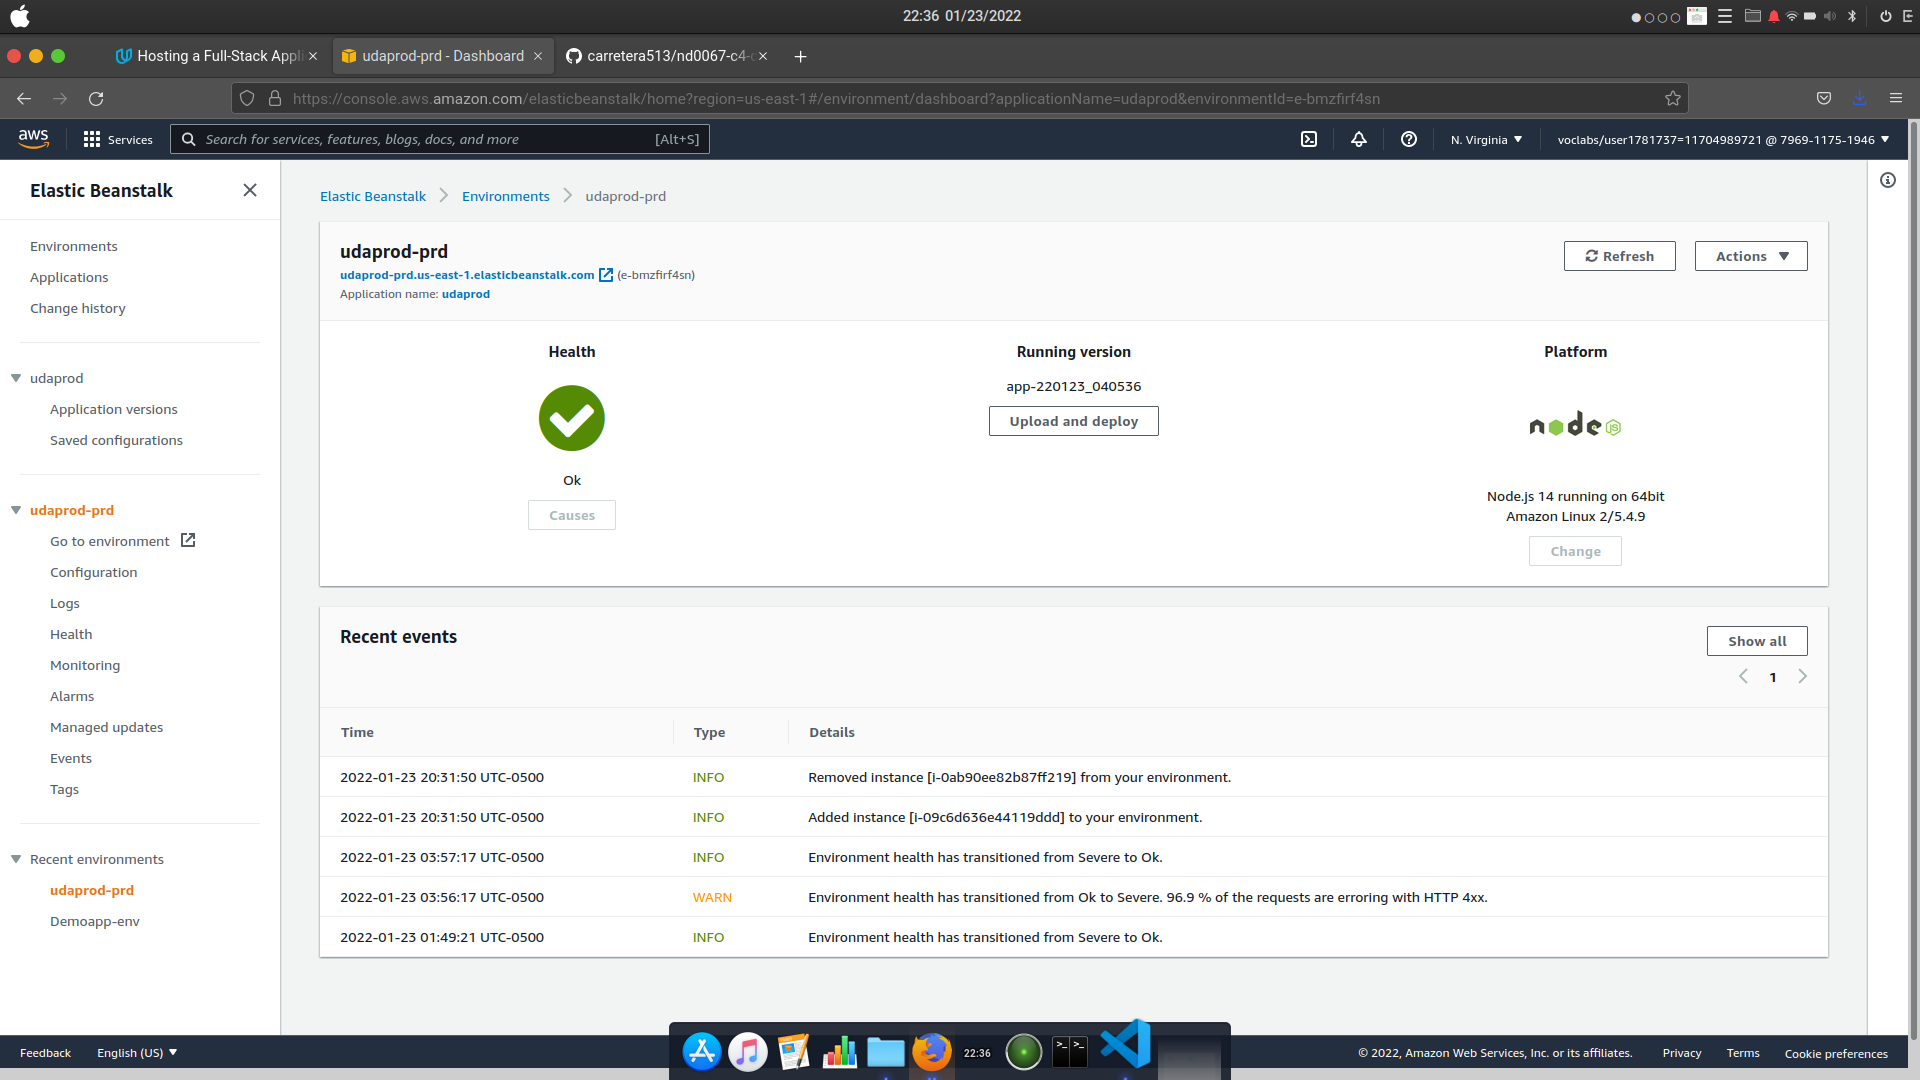 22:36 01/23/2022
Hosting a Full-Stack Appli
udaprod-prd - Dashboard
carretera513/nd0067-c4-
https://console.aws.amazon.com/elasticbeanstalk/home?region=us-east-1#/environment/dashboard?applicationName=udaprod&environmentId=e-bmzfirf4sn
aws
Services
Search for services, features, blogs, docs, and more
[Alt+S]
N. Virginia
voclabs/user1781737=11704989721 @ 7969-1175-1946
Elastic Beanstalk
Environments
Applications
Change history
udaprod
Application versions
Saved configurations
udaprod-prd
Go to environment
Configuration
Logs
Health
Monitoring
Alarms
Managed updates
Events
Tags
Recent environments
udaprod-prd
Demoapp-env
Elastic Beanstalk
Environments
udaprod-prd
udaprod-prd
udaprod-prd.us-east-1.elasticbeanstalk.com (e-bmzfirf4sn)
Application name: udaprod
Refresh
Actions
Health
Ok
Causes
Running version
app-220123_040536
Upload and deploy
Platform
node
JS
Node.js 14 running on 64bit
Amazon Linux 2/5.4.9
Change
Recent events
Show all
1
Time Type Details
2022-01-23 20:31:50 UTC-0500 INFO Removed instance [i-0ab90ee82b87ff219] from your environment.
2022-01-23 20:31:50 UTC-0500 INFO Added instance [i-09c6d636e44119ddd] to your environment.
2022-01-23 03:57:17 UTC-0500 INFO Environment health has transitioned from Severe to Ok.
2022-01-23 03:56:17 UTC-0500 WARN Environment health has transitioned from Ok to Severe. 96.9 % of the requests are erroring with HTTP 4xx.
2022-01-23 01:49:21 UTC-0500 INFO Environment health has transitioned from Severe to Ok.
Feedback
English (US)
22:36
© 2022, Amazon Web Services, Inc. or its affiliates.
Privacy
Terms
Cookie preferences